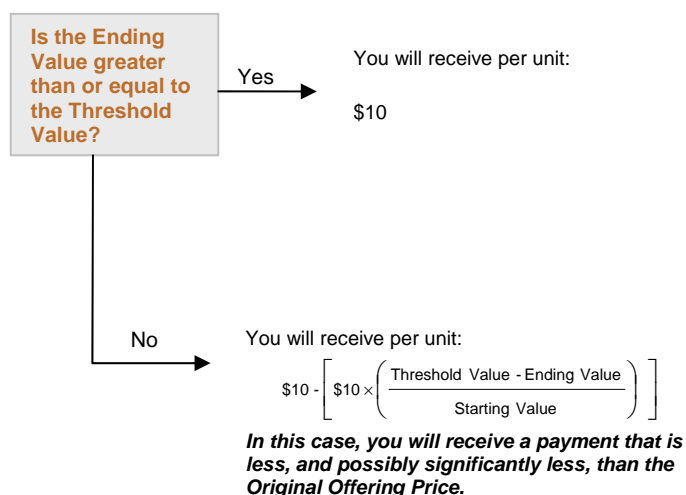 Is the Ending
Value greater
than or equal to
the Threshold
Value?
Yes
You will receive per unit:
$10
No
You will receive per unit:
$10 - [ $10 × ( Threshold Value - Ending Value / Starting Value ) ]
In this case, you will receive a payment that is
less, and possibly significantly less, than the
Original Offering Price.